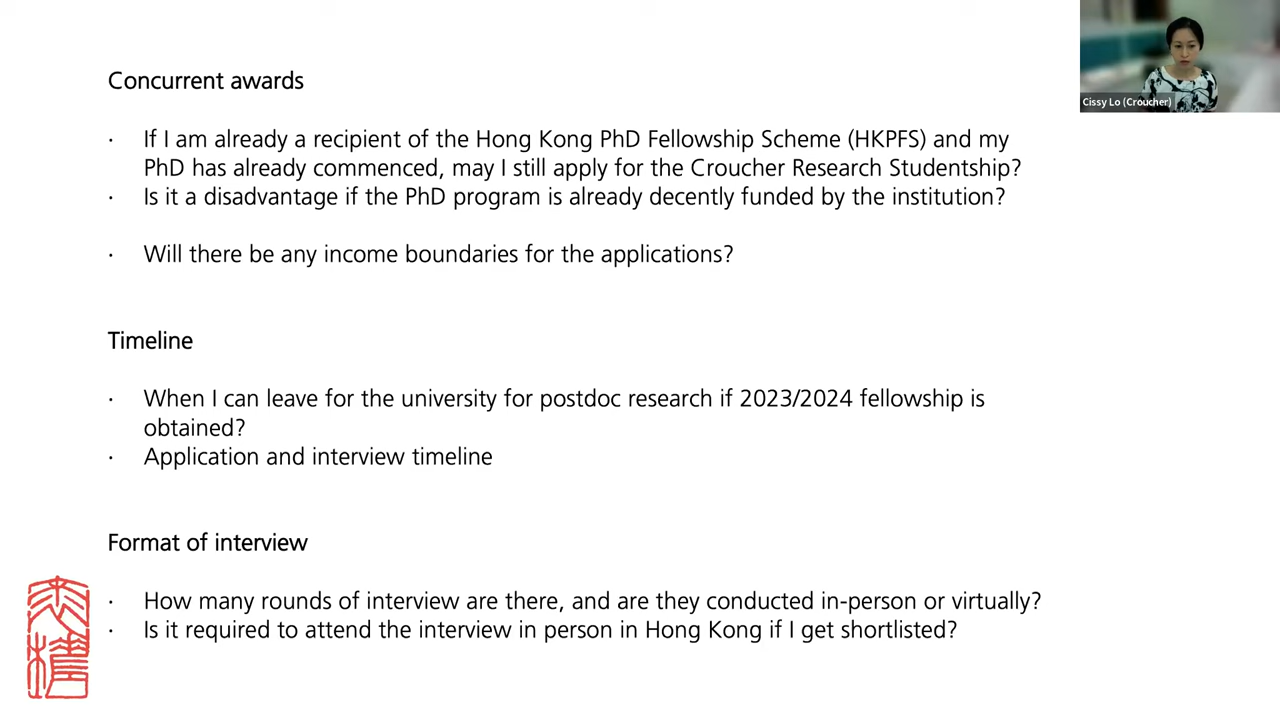 Concurrent awards
· If I am already a recipient of the Hong Kong PhD Fellowship Scheme (HKPFS) and my
PhD has already commenced, may I still apply for the Croucher Research Studentship?
· Is it a disadvantage if the PhD program is already decently funded by the institution?
· Will there be any income boundaries for the applications?
Timeline
· When I can leave for the university for postdoc research if 2023/2024 fellowship is
obtained?
· Application and interview timeline
Format of interview
· How many rounds of interview are there, and are they conducted in-person or virtually?
· Is it required to attend the interview in person in Hong Kong if I get shortlisted?
Cissy Lo (Croucher)